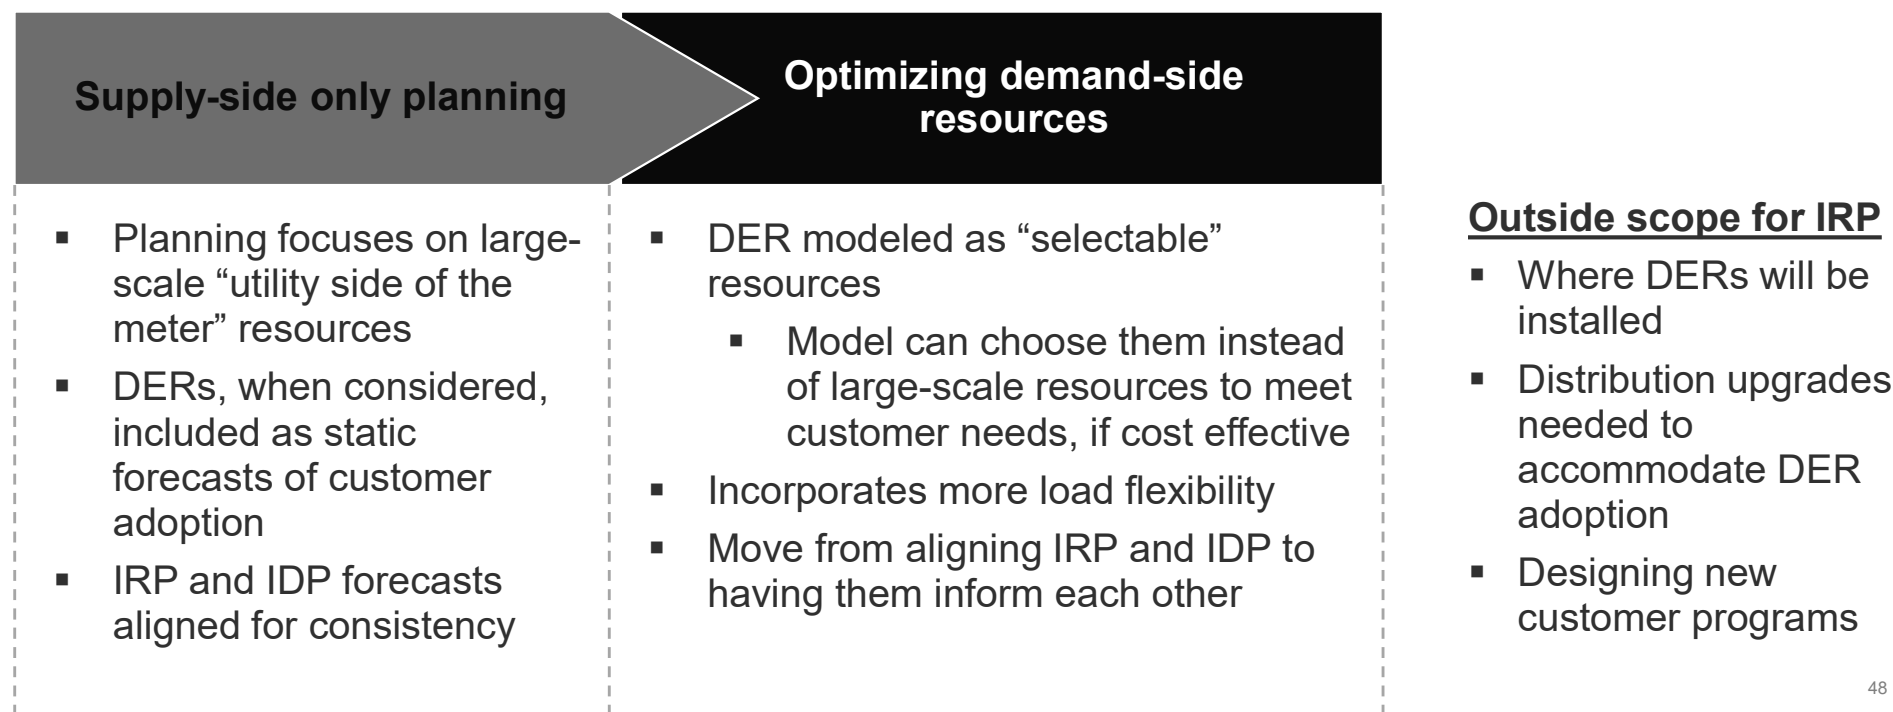 Supply-side only planning
Optimizing demand-side
resources
▪ Planning focuses on large-
scale “utility side of the
meter” resources
▪ DERs, when considered,
included as static
forecasts of customer
adoption
▪ IRP and IDP forecasts
aligned for consistency
▪ DER modeled as “selectable”
resources
▪ Model can choose them instead
of large-scale resources to meet
customer needs, if cost effective
▪ Incorporates more load flexibility
▪ Move from aligning IRP and IDP to
having them inform each other
Outside scope for IRP
▪ Where DERs will be
installed
▪ Distribution upgrades
needed to
accommodate DER
adoption
▪ Designing new
customer programs
48